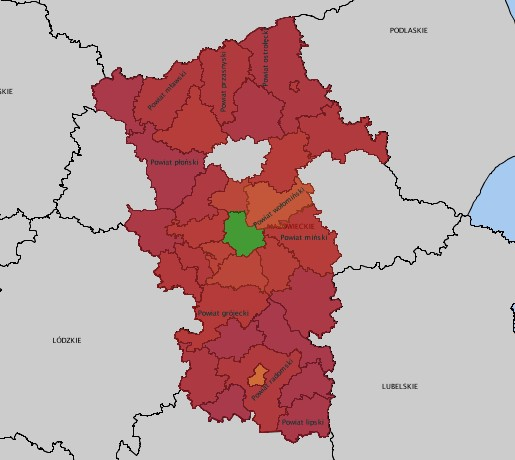 PODLASKIE
Powiat ostrołęcki
Powiat przasnyski
Powiat mławski
SKIE
Powiat płoński
Powiat wołomiński
MAZOWIECKIE
Powiat miński
Powiat grójecki
ŁÓDZKIE
Powiat radomski
LUBELSKIE
Powiat lipski